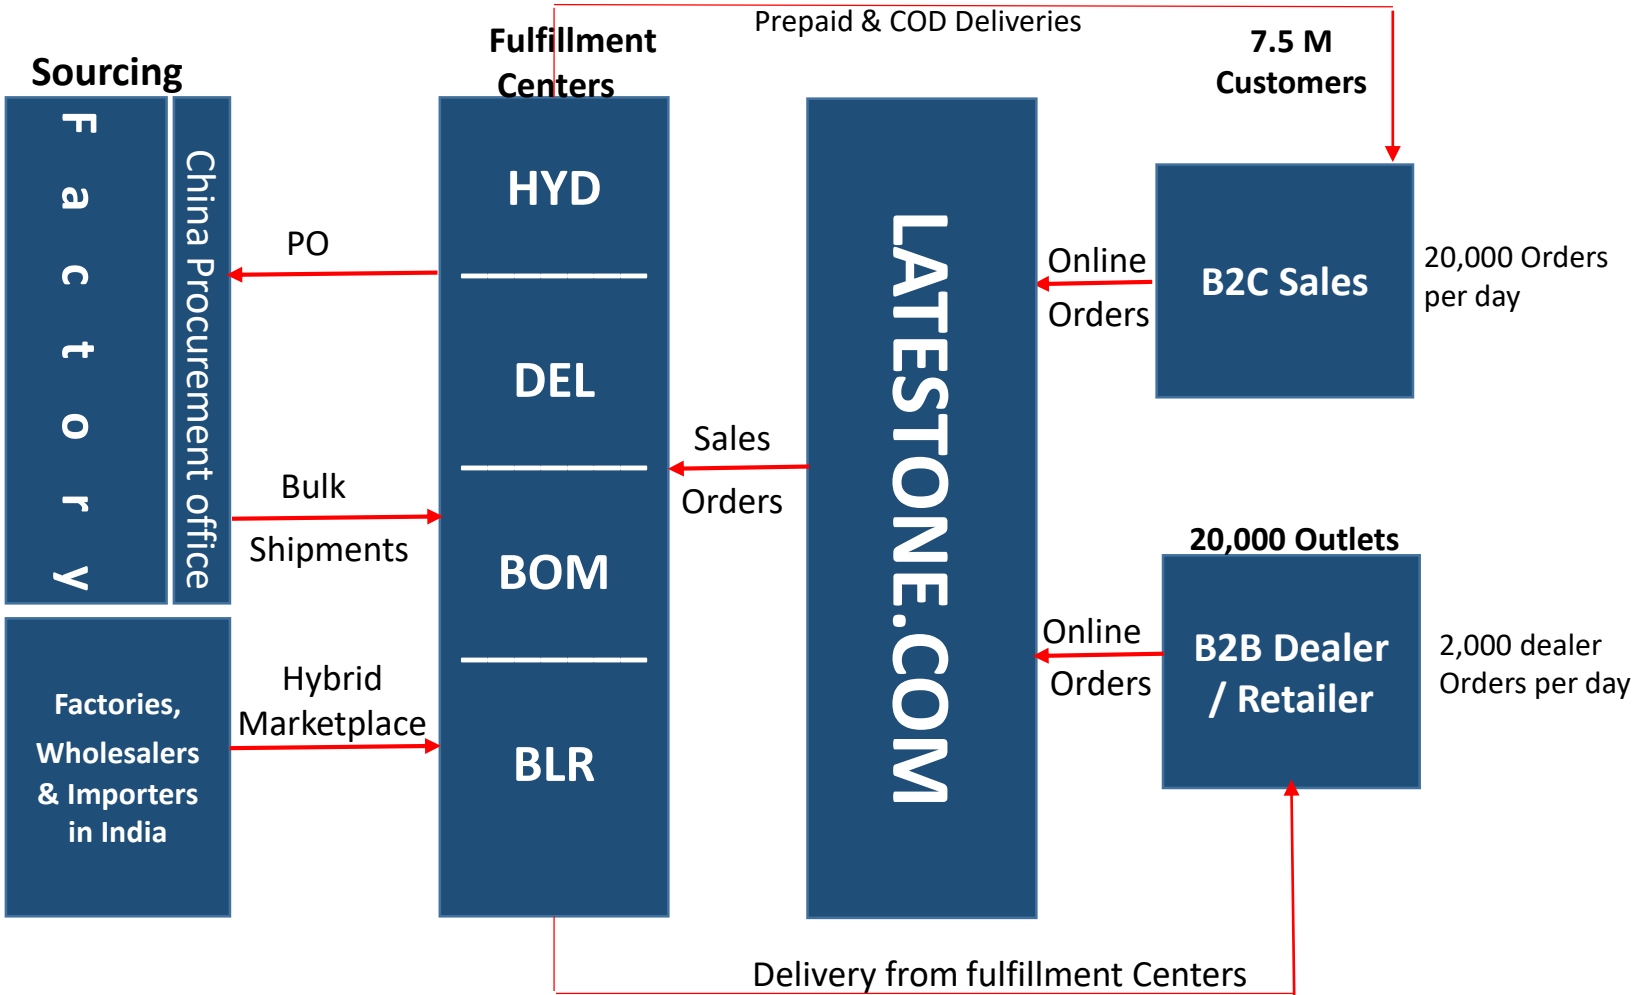 Prepaid & COD Deliveries
Sourcing
Fulfillment
Centers
7.5 M
Customers
Factory
China Procurement office
PO
Bulk
Shipments
Factories,
Wholesalers
& Importers
in India
Hybrid
Marketplace
HYD
DEL
BOM
BLR
Sales
Orders
LATESTONE.COM
Online
Orders
B2C Sales
20,000 Orders
per day
20,000 Outlets
Online
Orders
B2B Dealer
/ Retailer
2,000 dealer
Orders per day
Delivery from fulfillment Centers